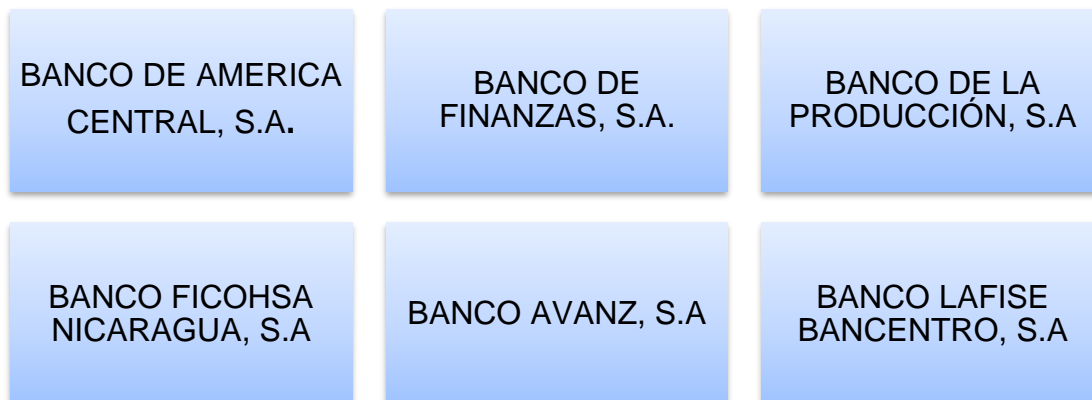 BANCO DE AMERICA
CENTRAL, S.A.
BANCO DE
FINANZAS, S.A.
BANCO DE LA
PRODUCCIÓN, S.A
BANCO FICOHSA
NICARAGUA, S.A
BANCO AVANZ, S.A
BANCO LAFISE
BANCENTRO, S.A